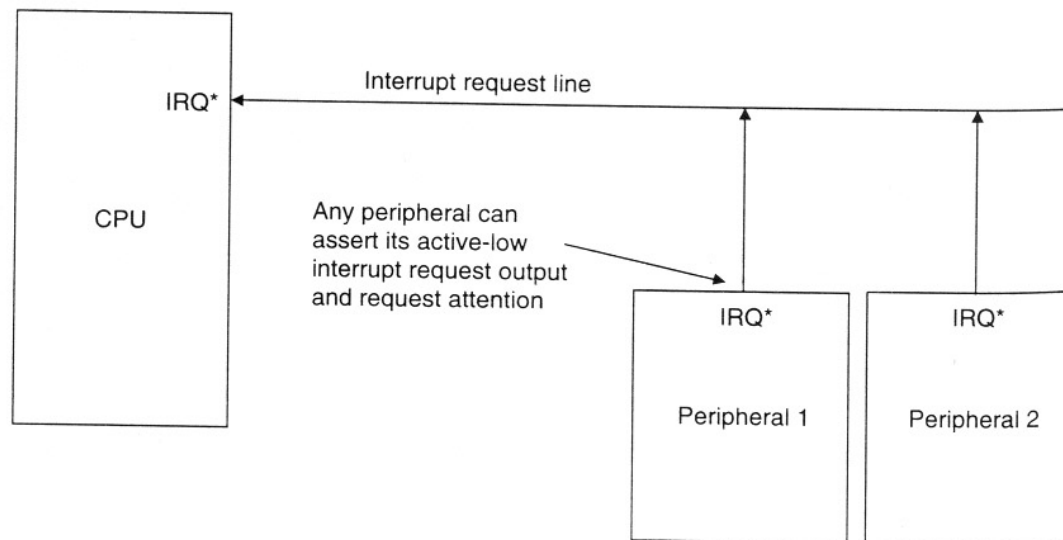 Interrupt request line
IRQ*
CPU
Any peripheral can
assert its active-low
interrupt request output
and request attention
IRQ*
IRQ*
Peripheral 1
Peripheral 2